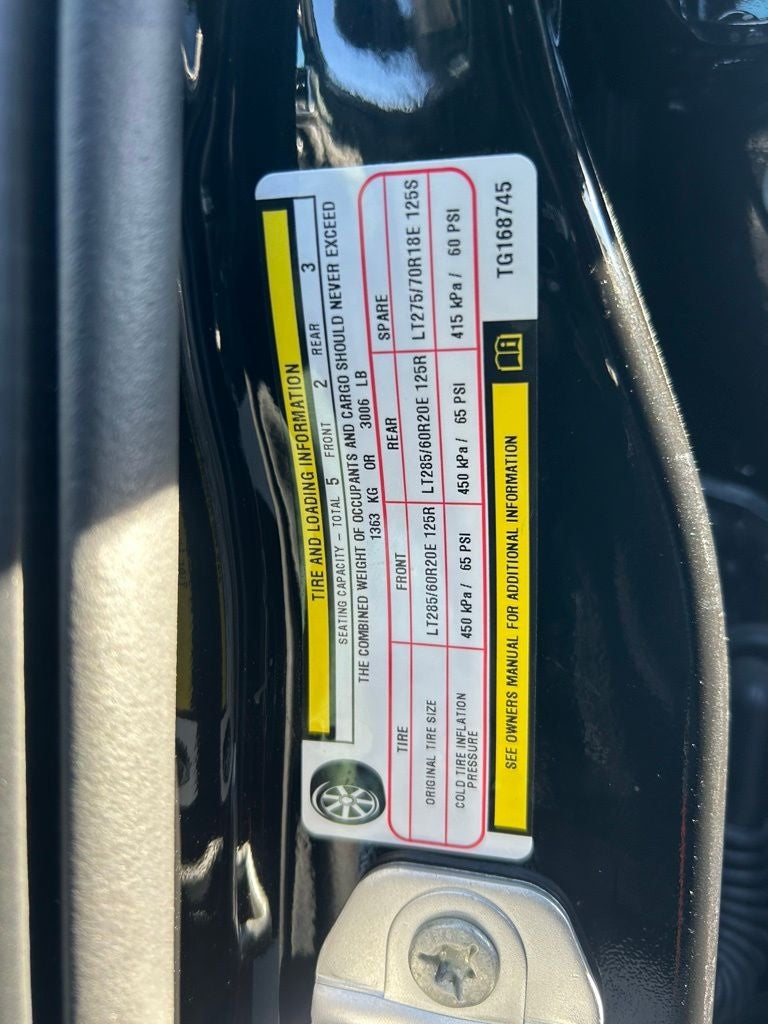 TIRE AND LOADING INFORMATION
SEATING CAPACITY - TOTAL 5 FRONT 2 REAR 3
THE COMBINED WEIGHT OF OCCUPANTS AND CARGO SHOULD NEVER EXCEED
1363 KG OR 3006 LB
TIRE FRONT REAR SPARE
ORIGINAL TIRE SIZE LT285/60R20E 125R LT285/60R20E 125R LT275/70R18E 125S
COLD TIRE INFLATION PRESSURE 450 kPa/ 65 PSI 450 kPa/ 65 PSI 415 kPa/ 60 PSI
SEE OWNERS MANUAL FOR ADDITIONAL INFORMATION
TG168745